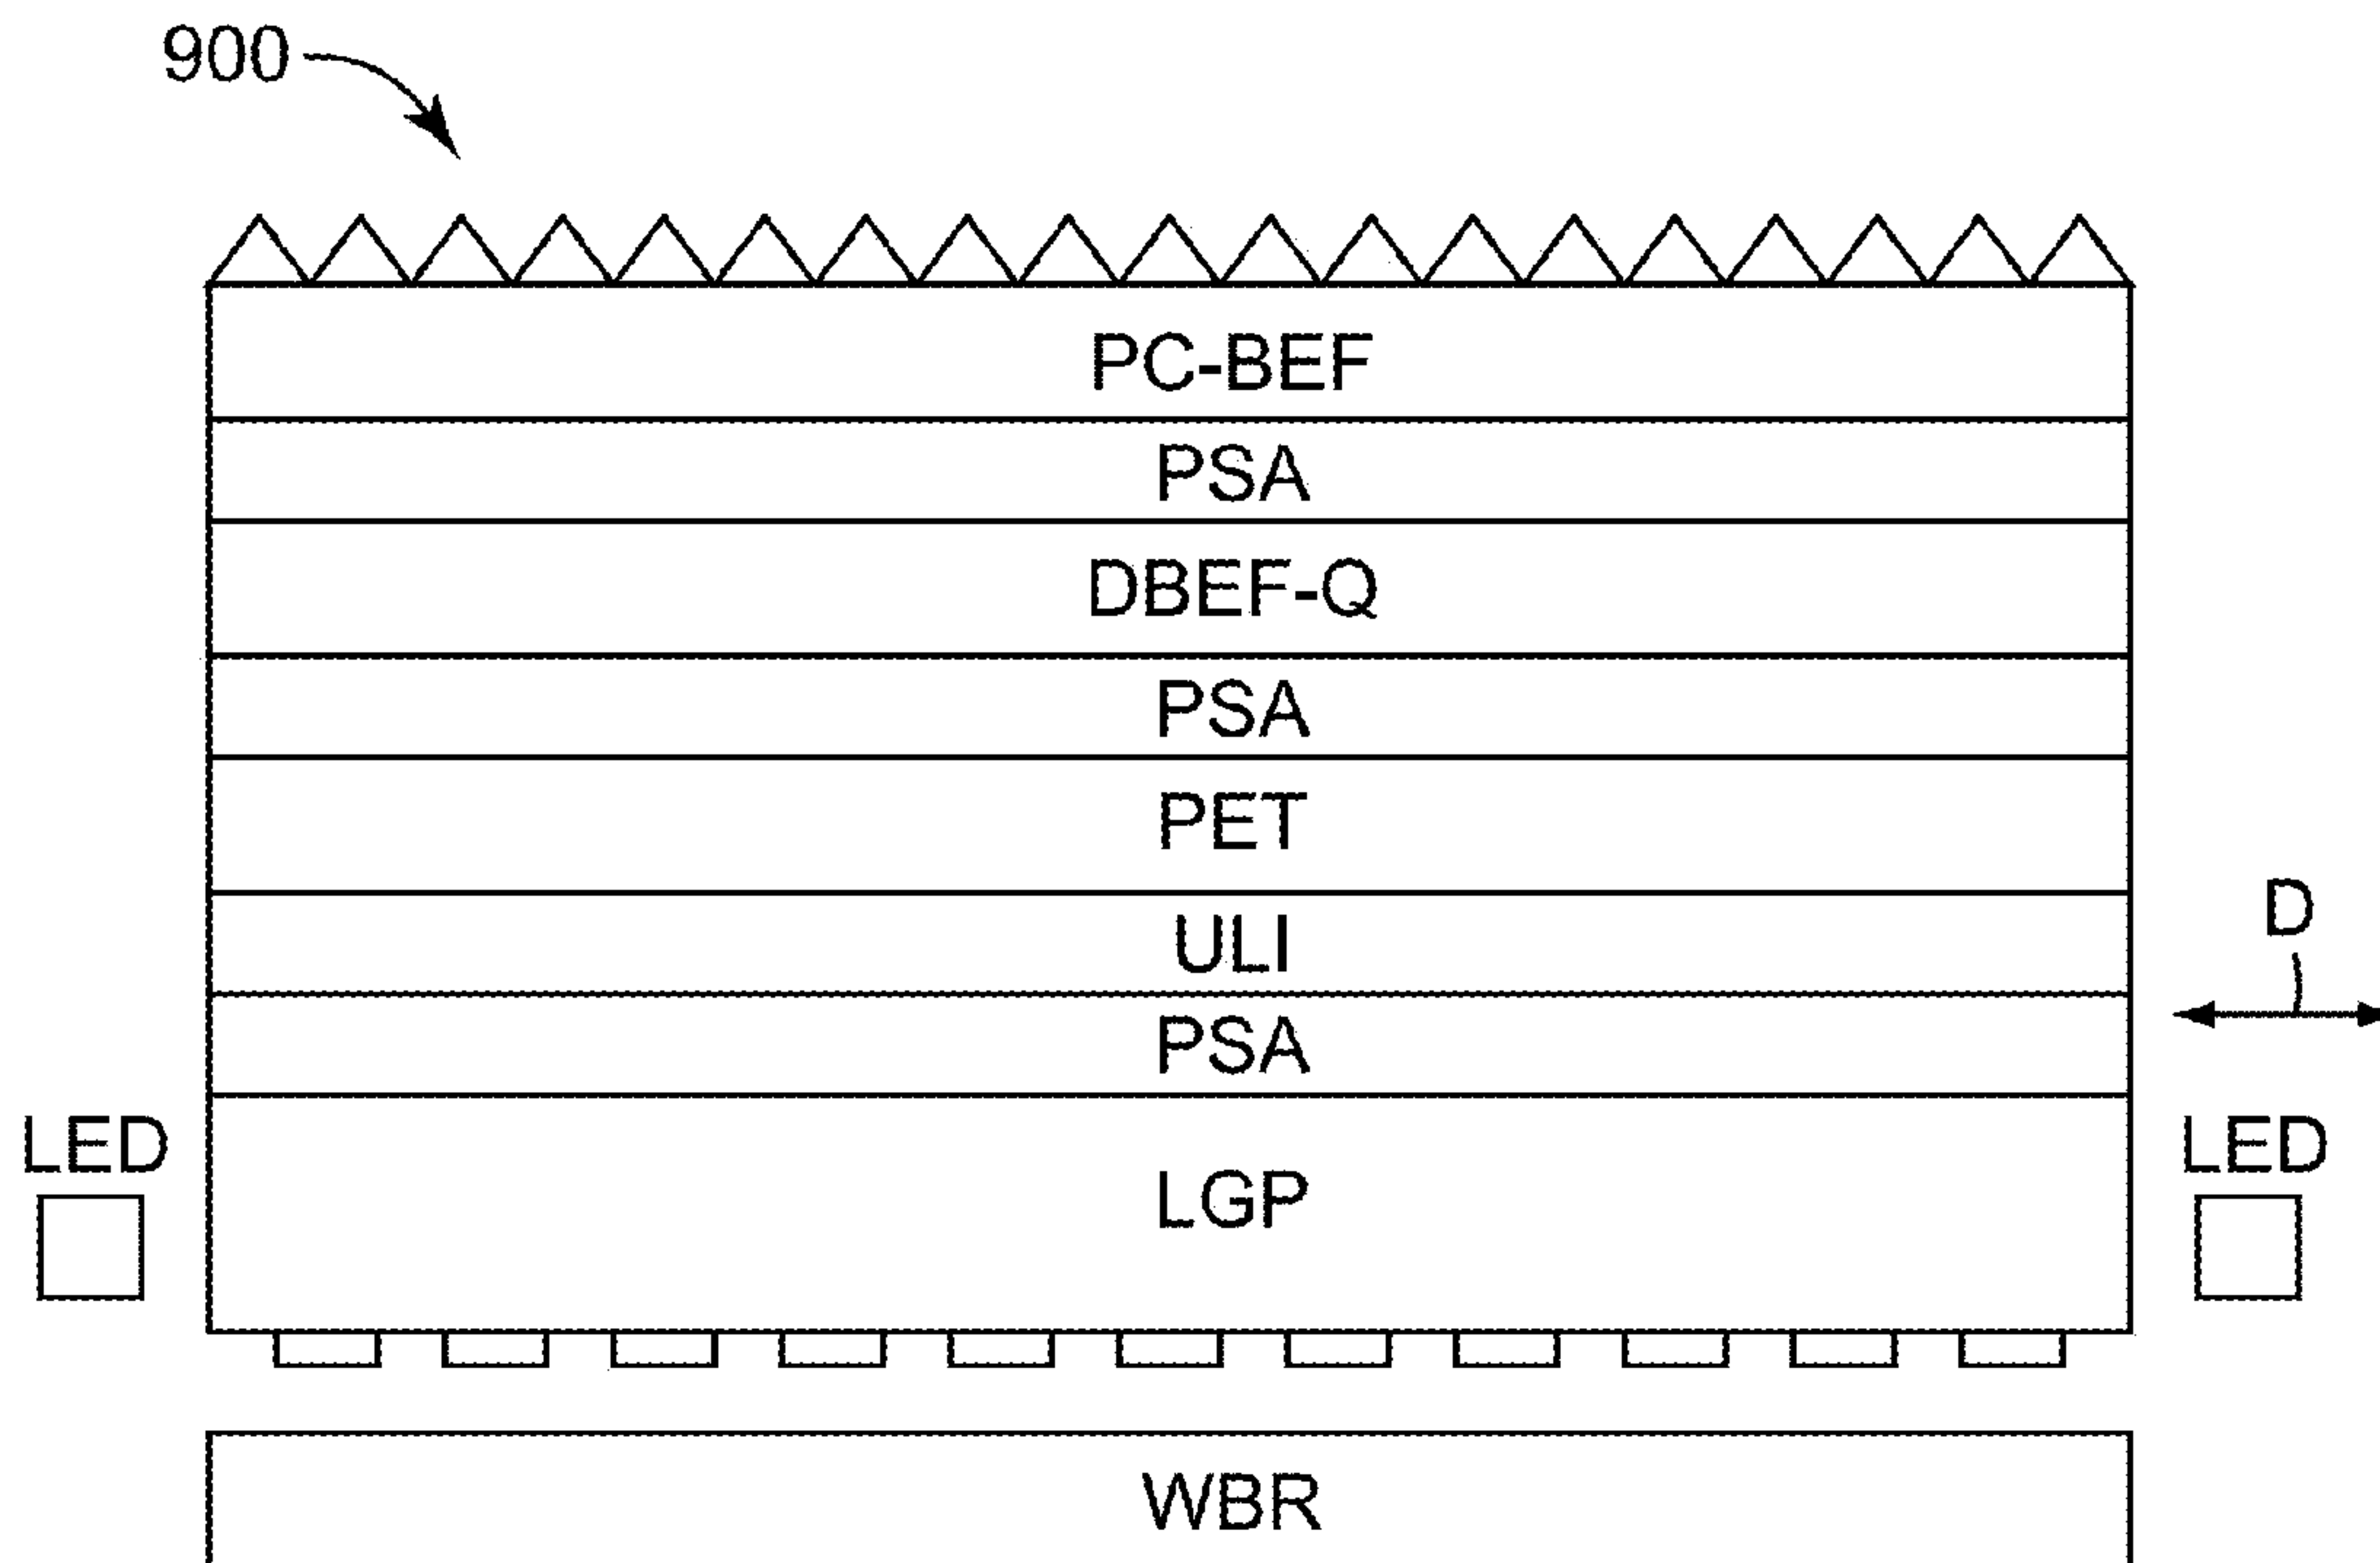 900
PC-BEF
PSA
DBEF-Q
PSA
PET
ULI
D
PSA
LED
LED
LGP
WBR